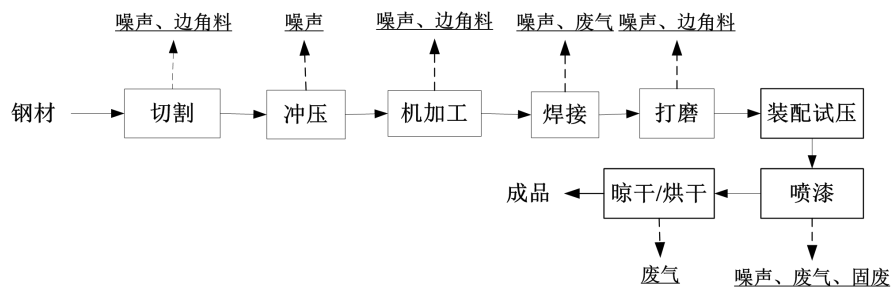 噪声、边角料
噪声
噪声、边角料
噪声、废气
噪声、边角料
钢材
切割
冲压
机加工
焊接
打磨
装配试压
成品
晾干/烘干
喷漆
废气
噪声、废气、固废